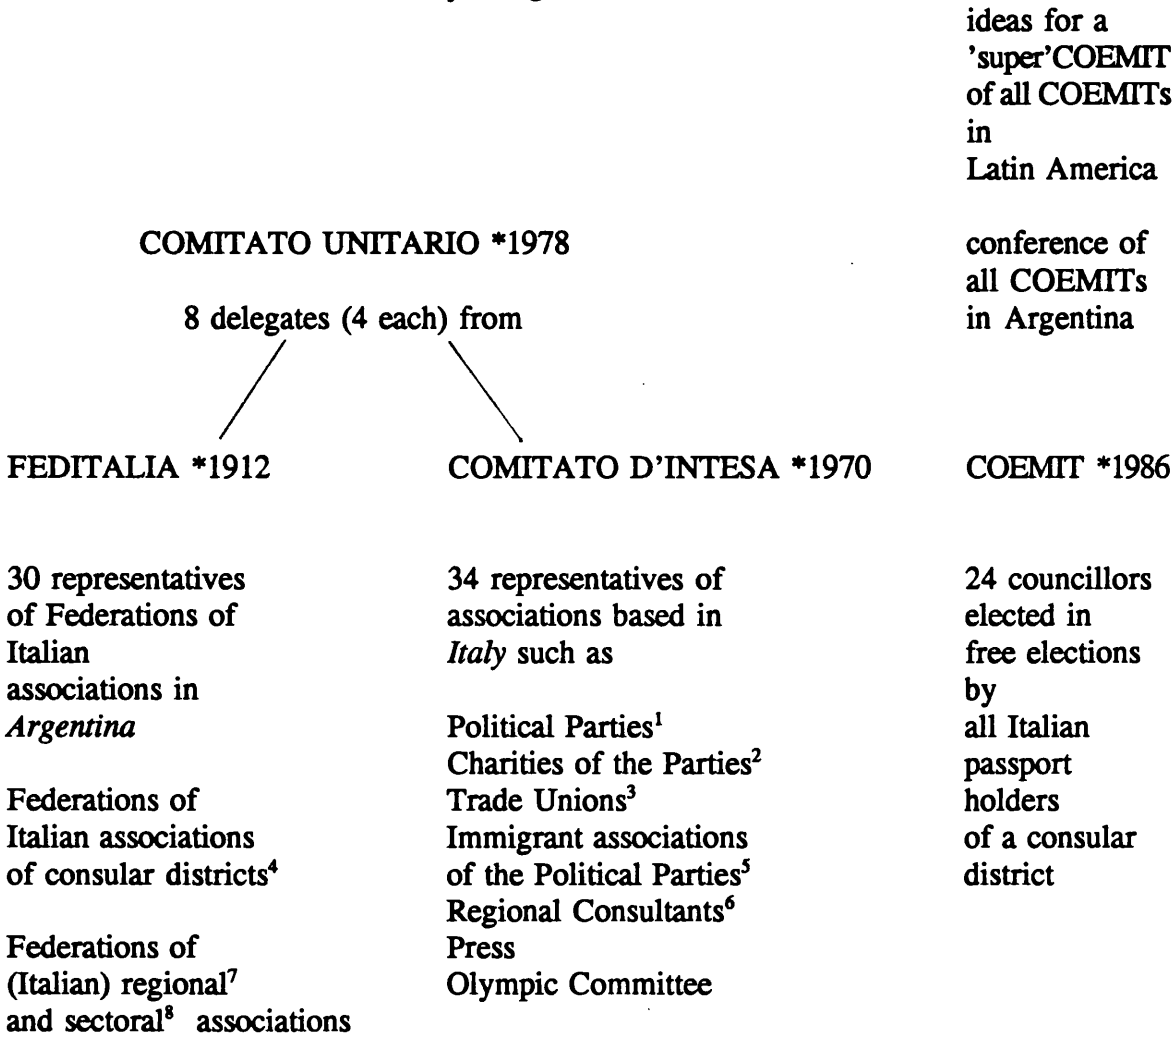 ideas for a
'super'COEMIT
of all COEMITs
in
Latin America
COMITATO UNITARIO *1978
8 delegates (4 each) from
conference of
all COEMITs
in Argentina
FEDITALIA *1912
30 representatives
of Federations of
Italian
associations in
Argentina
Federations of
Italian associations
of consular districts⁴
Federations of
(Italian) regional⁷
and sectoral⁸ associations
COMITATO D'INTESA *1970
34 representatives of
associations based in
Italy such as
Political Parties¹
Charities of the Parties²
Trade Unions³
Immigrant associations
of the Political Parties⁵
Regional Consultants⁶
Press
Olympic Committee
COEMIT *1986
24 councillors
elected in
free elections
by
all Italian
passport
holders
of a consular
district